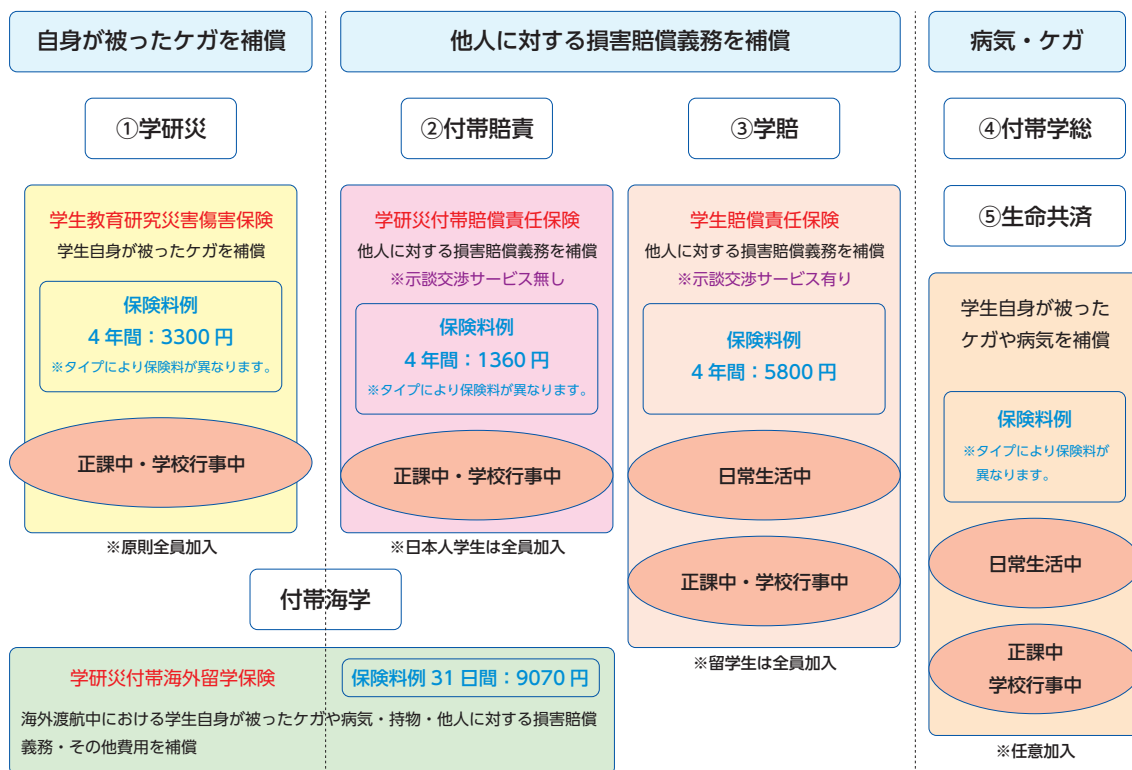 自身が被ったケガを補償
他人に対する損害賠償義務を補償
病気・ケガ
①学研災
②付帯賠責
③学賠
④付帯学総
⑤生命共済
学生教育研究災害傷害保険
学生自身が被ったケガを補償
保険料例
4年間：3300円
※タイプにより保険料が異なります。
正課中・学校行事中
※原則全員加入
学研災付帯賠償責任保険
他人に対する損害賠償義務を補償
※示談交渉サービス無し
保険料例
4年間：1360円
※タイプにより保険料が異なります。
正課中・学校行事中
※日本人学生は全員加入
学生賠償責任保険
他人に対する損害賠償義務を補償
※示談交渉サービス有り
保険料例
4年間：5800円
日常生活中
正課中・学校行事中
※留学生は全員加入
学生自身が被った
ケガや病気を補償
保険料例
※タイプにより保険料が
異なります。
日常生活中
正課中
学校行事中
※任意加入
付帯海学
学研災付帯海外留学保険
保険料例 31日間：9070円
海外渡航中における学生自身が被ったケガや病気・持物・他人に対する損害賠償
義務・その他費用を補償